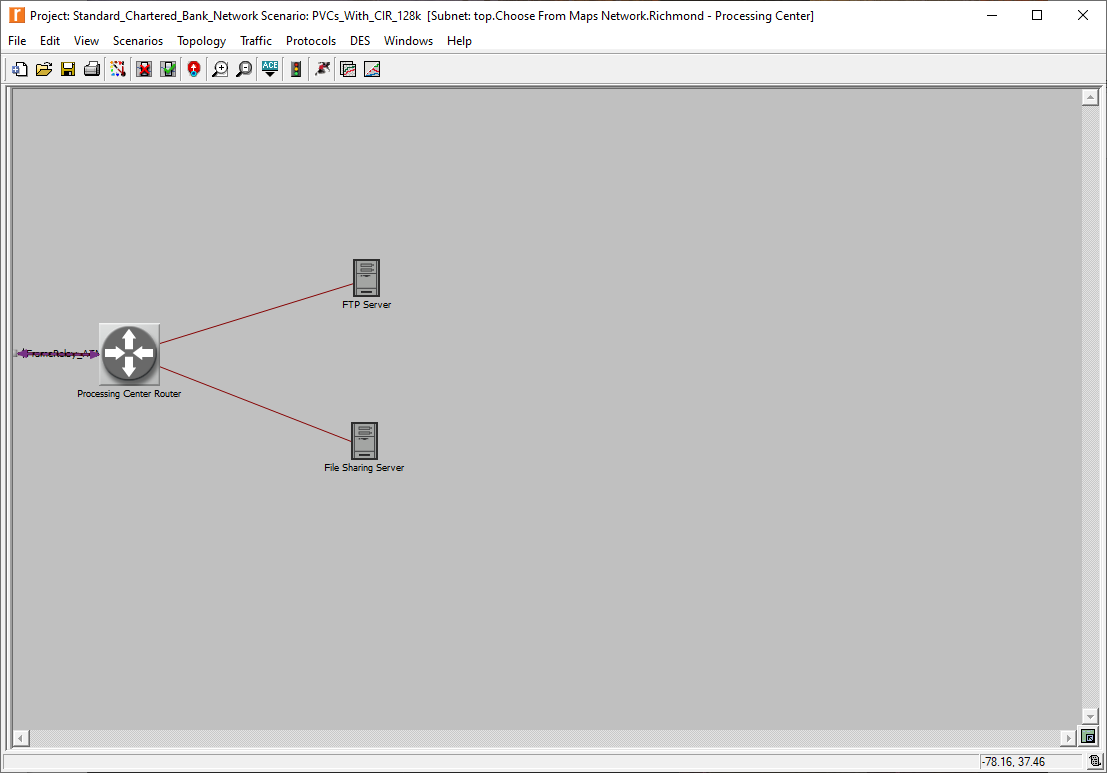 Project: Standard_Chartered_Bank_Network Scenario: PVCs_With_CIR_128k [Subnet: top.Choose From Maps Network.Richmond - Processing Center]
File Edit View Scenarios Topology Traffic Protocols DES Windows Help
ACE
FTP Server
Processing Center Router
File Sharing Server
-78.16, 37.46